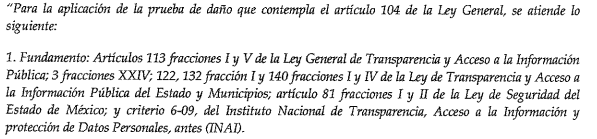 “Para la aplicación de la prueba de daño que contempla el artículo 104 de la Ley General, se atiende lo
siguiente:
1. Fundamento: Artículos 113 fracciones I y V de la Ley General de Transparencia y Acceso a la Información
Pública; 3 fracciones XXIV; 122, 132 fracción I y 140 fracciones I y IV de la Ley de Transparencia y Acceso a
la Información Pública del Estado y Municipios; artículo 81 fracciones I y II de la Ley de Seguridad del
Estado de México; y criterio 6-09, del Instituto Nacional de Transparencia, Acceso a la Información y
protección de Datos Personales, antes (INAI).